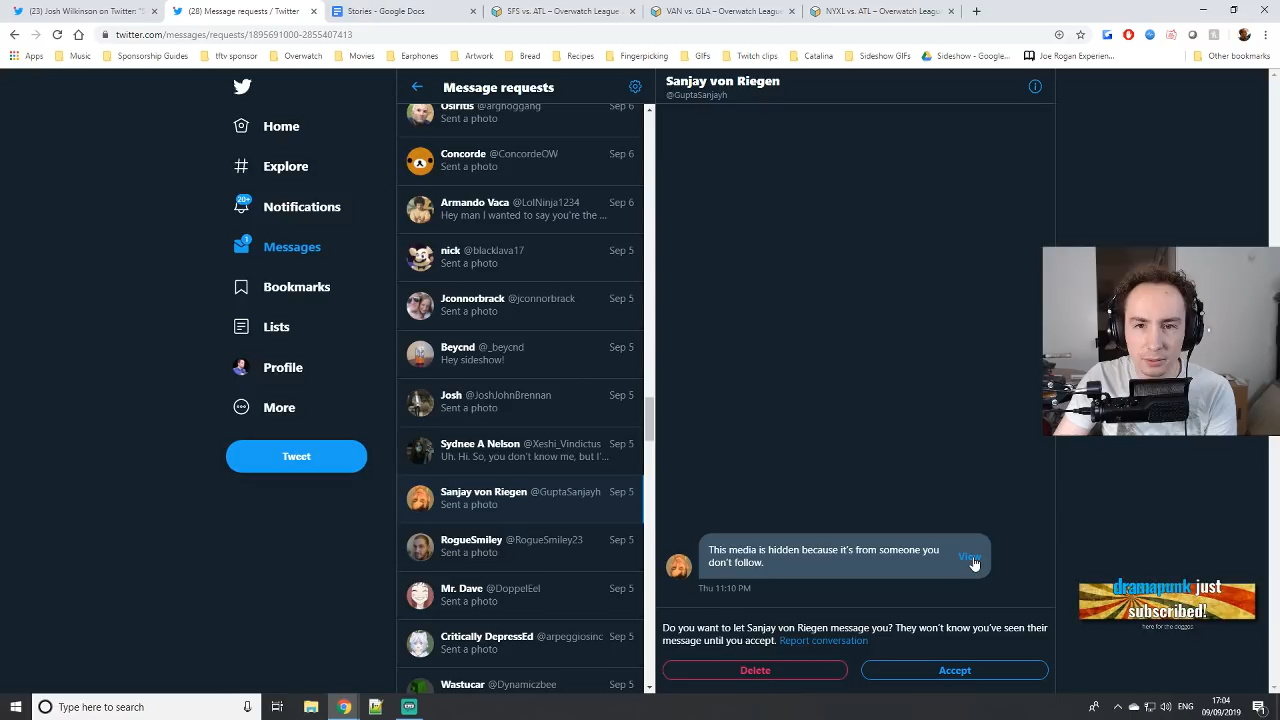 (23) Josh Wilkinson on Twitter: "S
(28) Message requests / Twitter
Stories - Google Docs
SFS vs. ATL – Overwatch League
VAN vs. GLA – Overwatch League
NYXL vs. ATL – Overwatch League
twitter.com/messages/requests/1895691000-2855407413
Apps
Music
Sponsorship Guides
tftv sponsor
Overwatch
Movies
Earphones
Artwork
Bread
Recipes
Fingerpicking
GIFs
Twitch clips
Catalina
Sideshow GIFs
Sideshow - Google...
Joe Rogan Experien...
Other bookmarks
Home
Explore
20+
Notifications
1
Messages
Bookmarks
Lists
Profile
More
Tweet
Message requests
Osiritis @arghoggang Sep 6
Sent a photo
Concorde @ConcordeOW Sep 6
Sent a photo
Armando Vaca @LolNinja1234 Sep 6
Hey man I wanted to say you're the ...
nick @blacklava17 Sep 5
Sent a photo
Jconnorbrack @jconnorbrack Sep 5
Sent a photo
Beycnd @_beycnd Sep 5
Hey sideshow!
Josh @JoshJohnBrennan Sep 5
Sent a photo
Sydnee A Nelson @Xeshi_Vindictus Sep 5
Uh. Hi. So, you don't know me, but I'...
Sanjay von Riegen @GuptaSanjayh Sep 5
Sent a photo
RogueSmiley @RogueSmiley23 Sep 5
Sent a photo
Mr. Dave @DoppelEel Sep 5
Sent a photo
Critically DepressEd @arpeggiosinc Sep 5
Sent a photo
Wastucar @Dynamiczbee Sep 5
Sanjay von Riegen
@GuptaSanjayh
This media is hidden because it's from someone you
don't follow.
View
Thu 11:10 PM
Do you want to let Sanjay von Riegen message you? They won't know you've seen their
message until you accept. Report conversation
Delete
Accept
dramapunk just
subscribed!
here for the doggos
Type here to search
ENG
17:04
09/09/2019